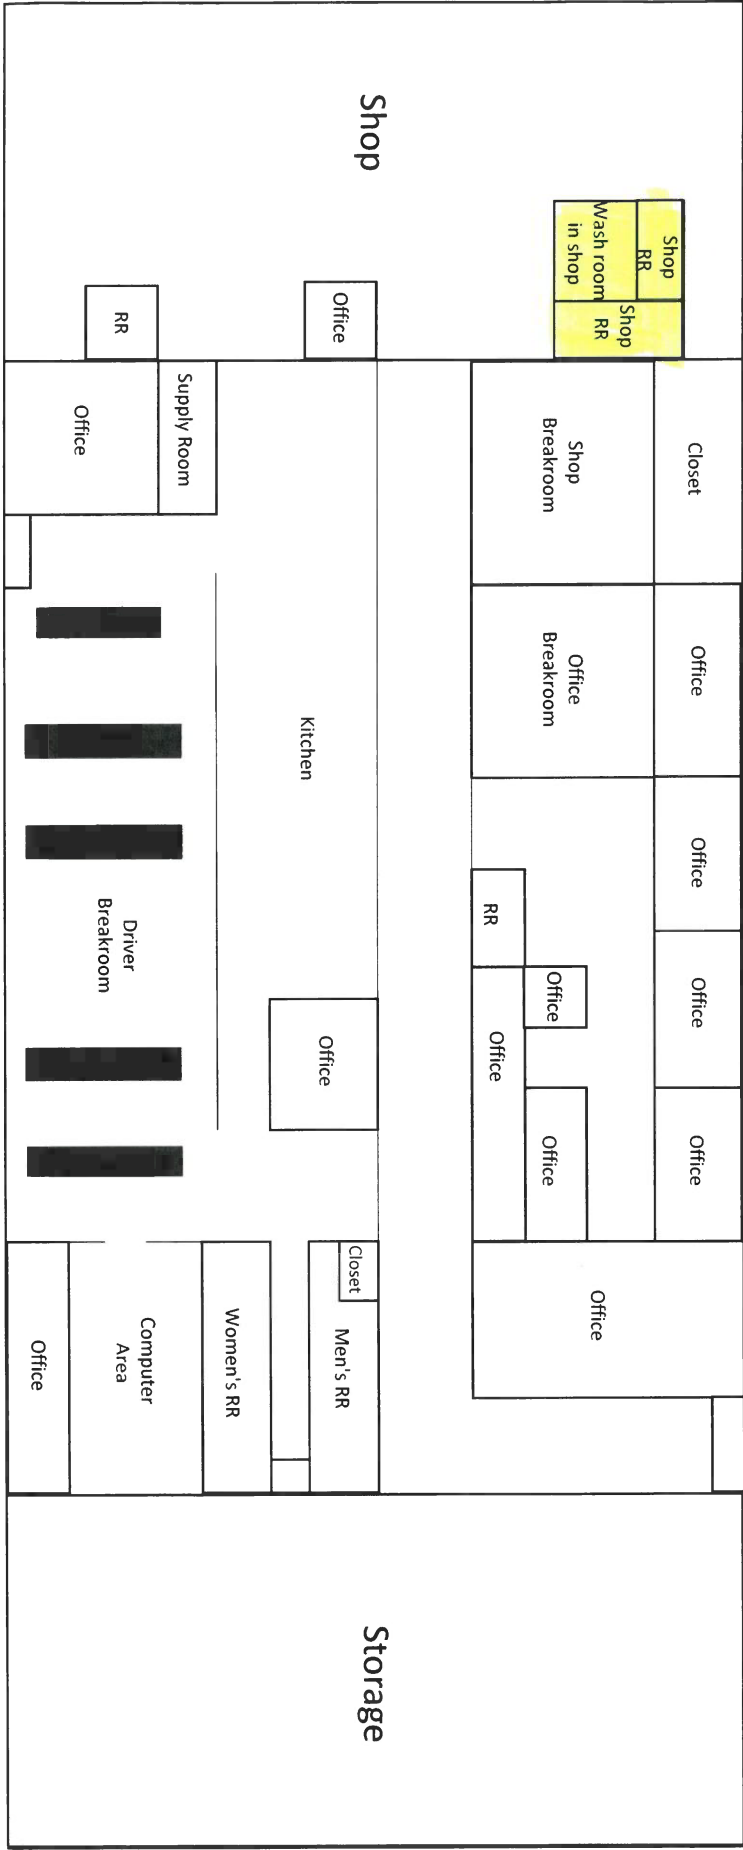 Closet
Office
Office
Office
Office
Shop
RR
Shop
RR
Wash room
in shop
Office
Shop
Breakroom
Office
Breakroom
Office
Office
RR
Office
Shop
Storage
Office
Closet
Men's RR
Office
Kitchen
Women's RR
Supply Room
RR
Driver
Breakroom
Computer
Area
Office
Office